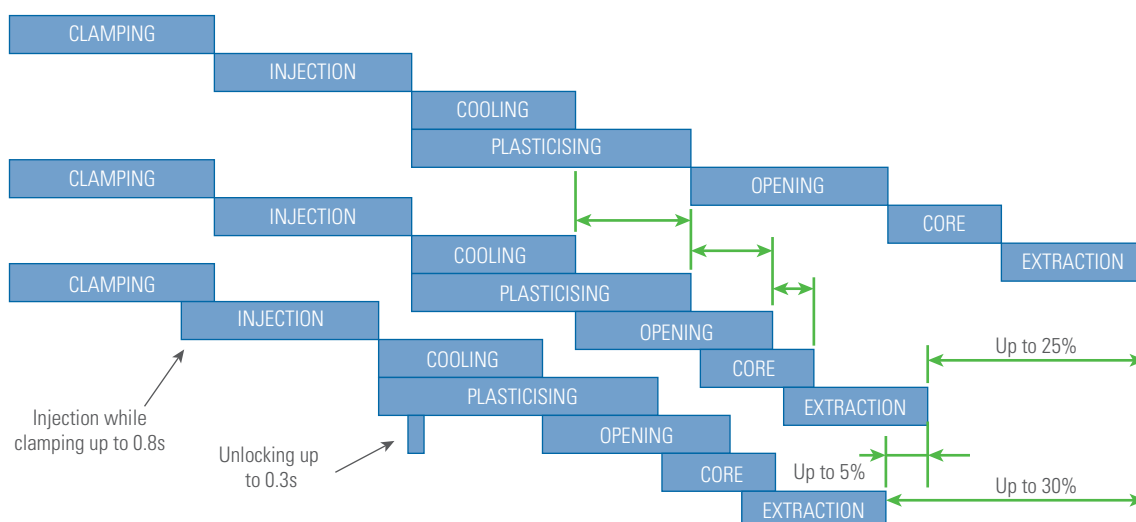 CLAMPING
INJECTION
COOLING
PLASTICISING
OPENING
CORE
EXTRACTION
CLAMPING
INJECTION
COOLING
PLASTICISING
OPENING
CORE
EXTRACTION
Up to 25%
CLAMPING
INJECTION
COOLING
PLASTICISING
OPENING
CORE
EXTRACTION
Injection while
clamping up to 0.8s
Unlocking up
to 0.3s
Up to 5%
Up to 30%